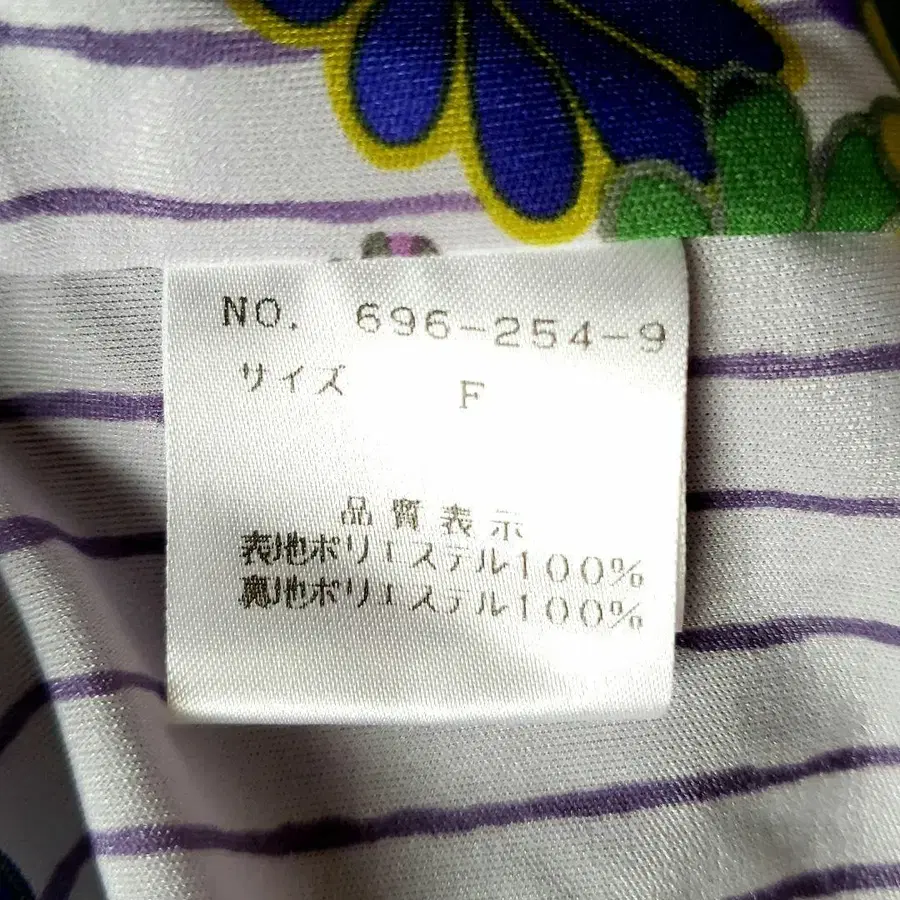 NO. 696-254-9
サイズ F
品質表示
表地ポリエステル100%
裏地ポリエステル100%